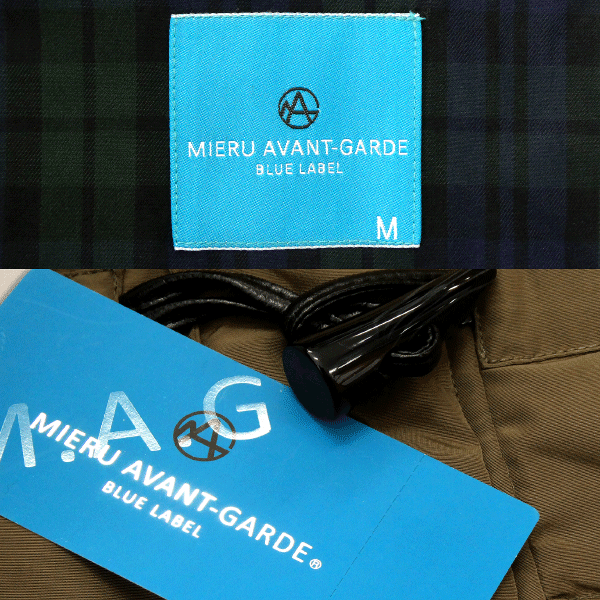 MIERU AVANT-GARDE
BLUE LABEL
M
M.A.G
MIERU AVANT-GARDE®
BLUE LABEL